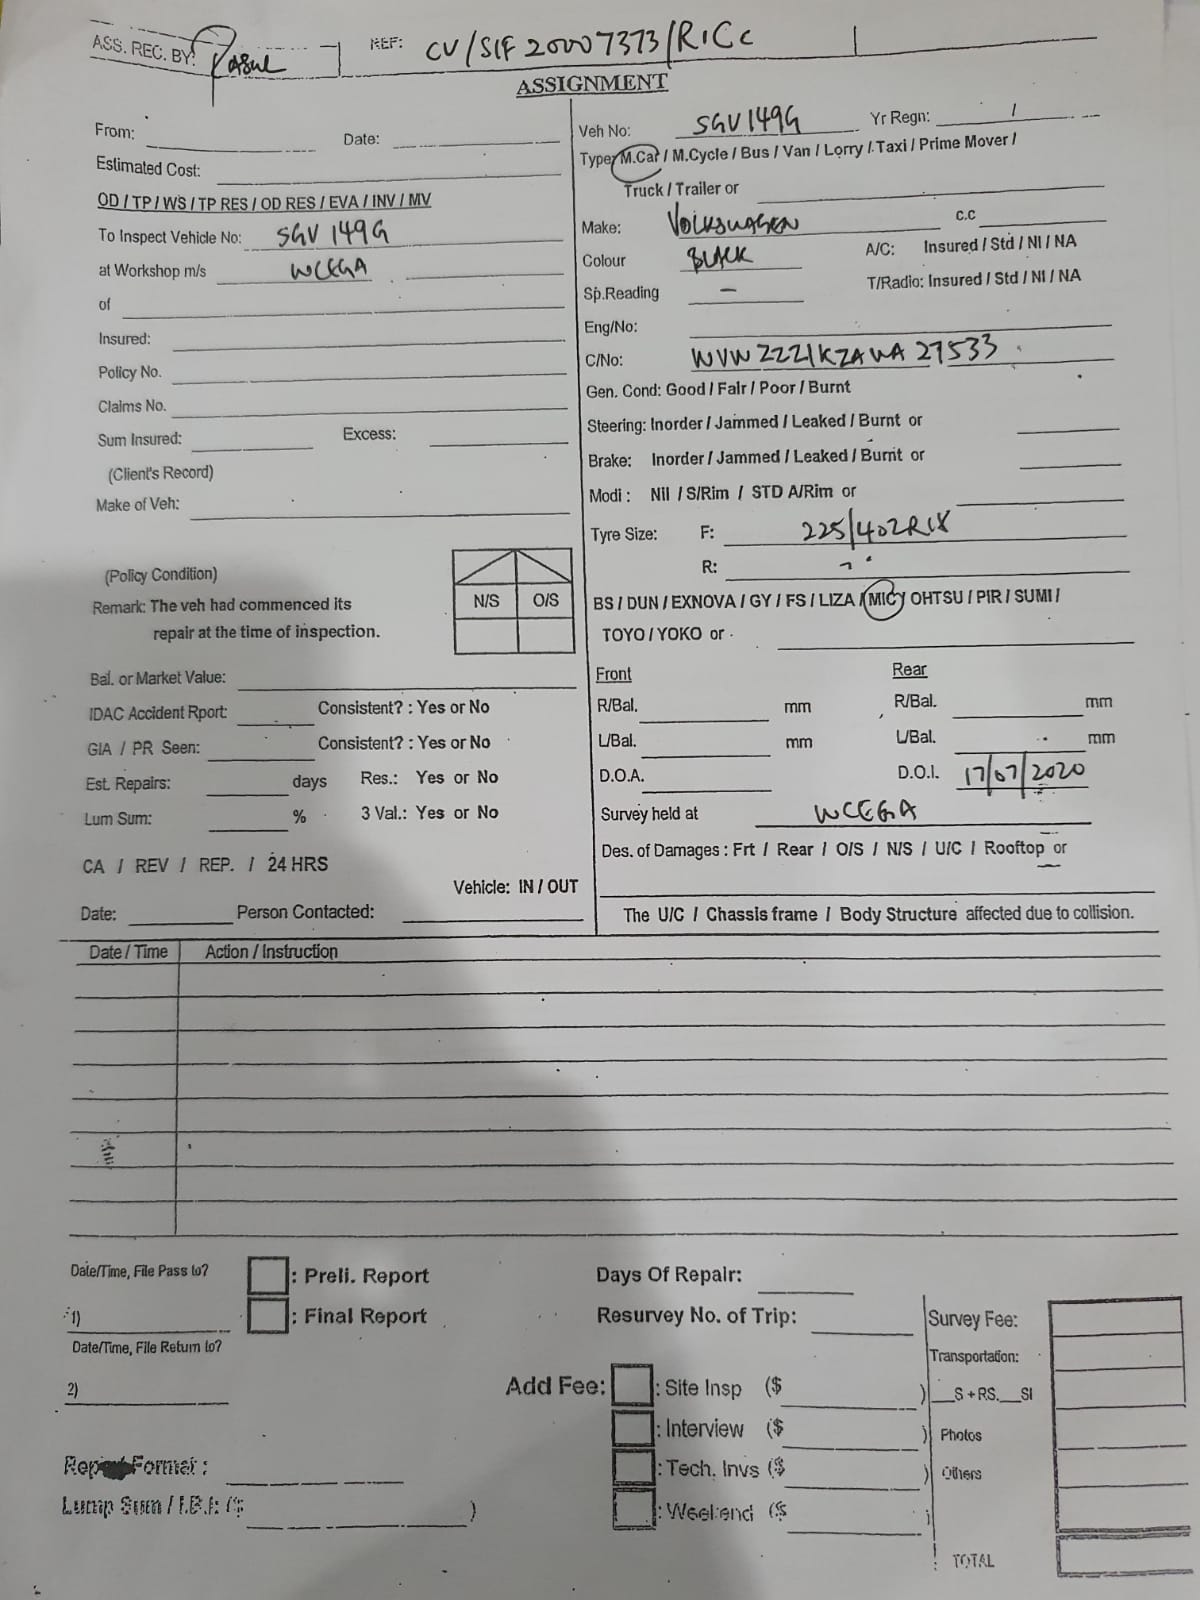 ASS. REC. BY:
REF: CV/SIF 20007373/RICc
ASSIGNMENT
From: Date:
Estimated Cost:
OD / TP / WS / TP RES / OD RES / EVA / INV / MV
To Inspect Vehicle No: SGV 149G
at Workshop m/s WCEGA
of
Insured:
Policy No.
Claims No.
Sum Insured: Excess:
(Client's Record)
Make of Veh:
(Policy Condition)
Remark: The veh had commenced its
repair at the time of inspection.
N/S O/S
Bal. or Market Value:
IDAC Accident Rport: Consistent? : Yes or No
GIA / PR Seen: Consistent? : Yes or No
Est. Repairs: days Res.: Yes or No
Lum Sum: % 3 Val.: Yes or No
CA / REV / REP. / 24 HRS
Vehicle: IN / OUT
Date: Person Contacted:
Veh No: SGV149G Yr Regn: /
Type: M.Car / M.Cycle / Bus / Van / Lorry / Taxi / Prime Mover /
Truck / Trailer or
Make: VOLKSWAGEN c.c
Colour BLACK A/C: Insured / Std / NI / NA
Sp.Reading - T/Radio: Insured / Std / NI / NA
Eng/No:
C/No: WVWZZZ1KZAWA27533
Gen. Cond: Good / Fair / Poor / Burnt
Steering: Inorder / Jammed / Leaked / Burnt or
Brake: Inorder / Jammed / Leaked / Burnt or
Modi : Nil / S/Rim / STD A/Rim or
Tyre Size: F: 225/40ZR18
R:
BS / DUN / EXNOVA / GY / FS / LIZA / MIC / OHTSU / PIR / SUMI /
TOYO / YOKO or
Front Rear
R/Bal. mm R/Bal. mm
L/Bal. mm L/Bal. mm
D.O.A. D.O.I. 17/07/2020
Survey held at WCEGA
Des. of Damages : Frt / Rear / O/S / N/S / U/C / Rooftop or
The U/C / Chassis frame / Body Structure affected due to collision.
Date / Time Action / Instruction
Date/Time, File Pass to?
1)
Date/Time, File Return to?
2)
: Preli. Report
: Final Report
Days Of Repair:
Resurvey No. of Trip:
Add Fee: : Site Insp ($ )
: Interview ($ )
: Tech. Invs ($ )
: Weekend ($ )
Survey Fee:
Transportation:
__S + RS.__SI
Photos
Others
TOTAL
Report Format :
Lump Sum / I.B.I: ($ )